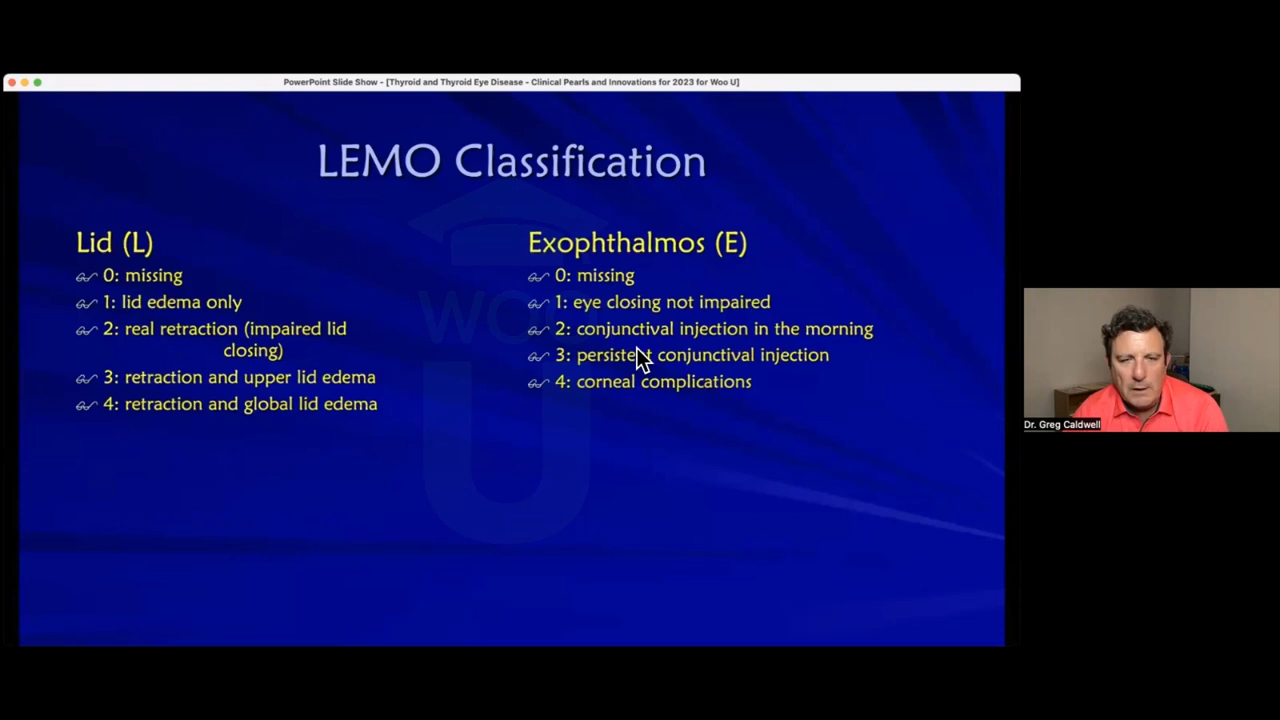 PowerPoint Slide Show - [Thyroid and Thyroid Eye Disease - Clinical Pearls and Innovations for 2023 for Woo U]
LEMO Classification
Lid (L)
0: missing
1: lid edema only
2: real retraction (impaired lid
closing)
3: retraction and upper lid edema
4: retraction and global lid edema
Exophthalmos (E)
0: missing
1: eye closing not impaired
2: conjunctival injection in the morning
3: persistent conjunctival injection
4: corneal complications
WOO
U
Dr. Greg Caldwell